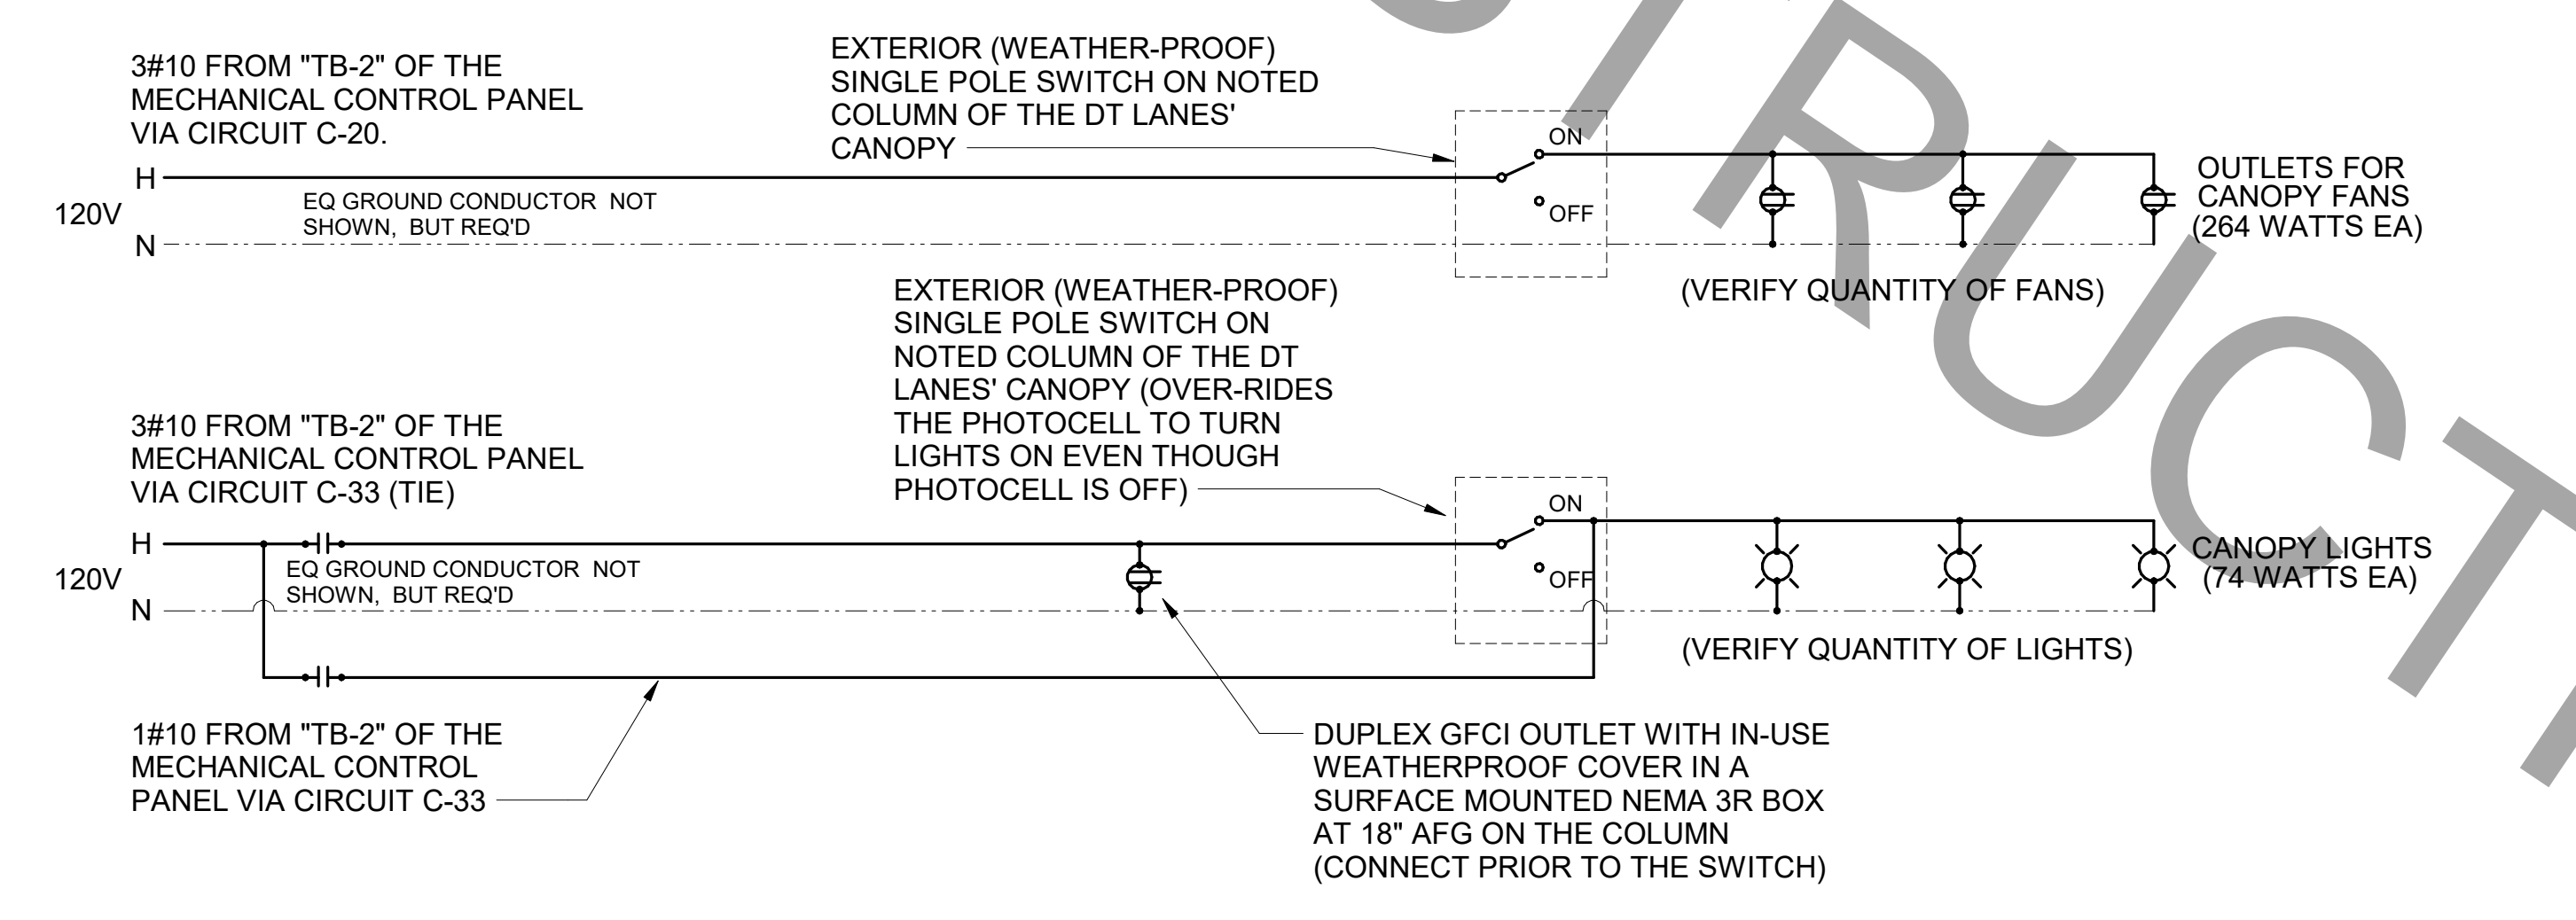 3#10 FROM "TB-2" OF THE
MECHANICAL CONTROL PANEL
VIA CIRCUIT C-20.
EXTERIOR (WEATHER-PROOF)
SINGLE POLE SWITCH ON NOTED
COLUMN OF THE DT LANES'
CANOPY
ON
OFF
H
120V
N
EQ GROUND CONDUCTOR NOT
SHOWN, BUT REQ'D
OUTLETS FOR
CANOPY FANS
(264 WATTS EA)
(VERIFY QUANTITY OF FANS)
EXTERIOR (WEATHER-PROOF)
SINGLE POLE SWITCH ON
NOTED COLUMN OF THE DT
LANES' CANOPY (OVER-RIDES
THE PHOTOCELL TO TURN
LIGHTS ON EVEN THOUGH
PHOTOCELL IS OFF)
3#10 FROM "TB-2" OF THE
MECHANICAL CONTROL PANEL
VIA CIRCUIT C-33 (TIE)
ON
OFF
H
120V
N
EQ GROUND CONDUCTOR NOT
SHOWN, BUT REQ'D
CANOPY LIGHTS
(74 WATTS EA)
(VERIFY QUANTITY OF LIGHTS)
1#10 FROM "TB-2" OF THE
MECHANICAL CONTROL
PANEL VIA CIRCUIT C-33
DUPLEX GFCI OUTLET WITH IN-USE
WEATHERPROOF COVER IN A
SURFACE MOUNTED NEMA 3R BOX
AT 18" AFG ON THE COLUMN
(CONNECT PRIOR TO THE SWITCH)